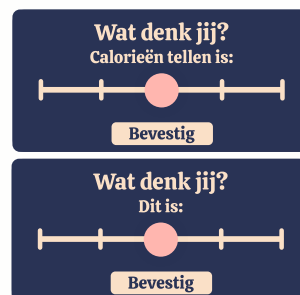 Wat denk jij?
Calorieën tellen is:
Bevestig
Wat denk jij?
Dit is:
Bevestig